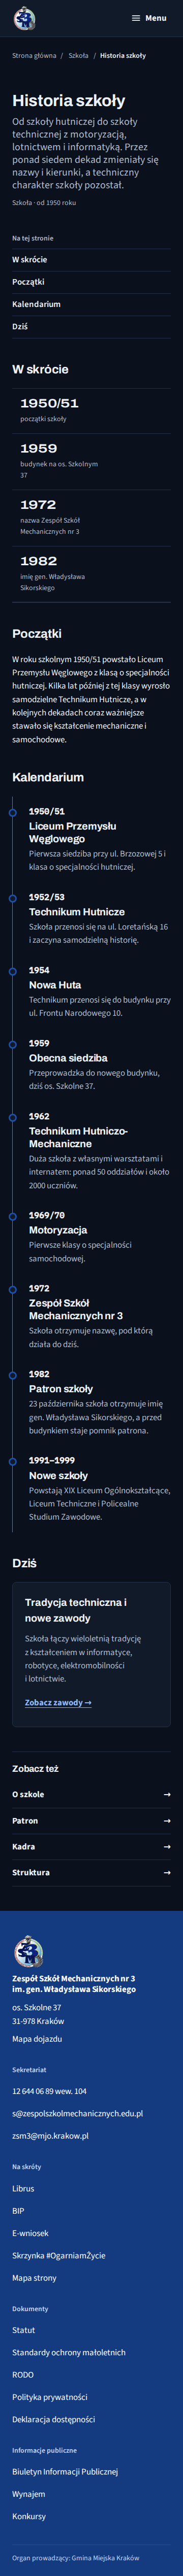 Menu
Strona główna / Szkoła / Historia szkoły
Historia szkoły
Od szkoły hutniczej do szkoły
technicznej z motoryzacją,
lotnictwem i informatyką. Przez
ponad siedem dekad zmieniały się
nazwy i kierunki, a techniczny
charakter szkoły pozostał.
Szkoła · od 1950 roku
Na tej stronie
W skrócie
Początki
Kalendarium
Dziś
W skrócie
1950/51
początki szkoły
1959
budynek na os. Szkolnym
37
1972
nazwa Zespół Szkół
Mechanicznych nr 3
1982
imię gen. Władysława
Sikorskiego
Początki
W roku szkolnym 1950/51 powstało Liceum
Przemysłu Węglowego z klasą o specjalności
hutniczej. Kilka lat później z tej klasy wyrosło
samodzielne Technikum Hutnicze, a w
kolejnych dekadach coraz ważniejsze
stawało się kształcenie mechaniczne i
samochodowe.
Kalendarium
1950/51
Liceum Przemysłu
Węglowego
Pierwsza siedziba przy ul. Brzozowej 5 i
klasa o specjalności hutniczej.
1952/53
Technikum Hutnicze
Szkoła przenosi się na ul. Loretańską 16
i zaczyna samodzielną historię.
1954
Nowa Huta
Technikum przenosi się do budynku przy
ul. Frontu Narodowego 10.
1959
Obecna siedziba
Przeprowadzka do nowego budynku,
dziś os. Szkolne 37.
1962
Technikum Hutniczo-
Mechaniczne
Duża szkoła z własnymi warsztatami i
internatem: ponad 50 oddziałów i około
2000 uczniów.
1969/70
Motoryzacja
Pierwsze klasy o specjalności
samochodowej.
1972
Zespół Szkół
Mechanicznych nr 3
Szkoła otrzymuje nazwę, pod którą
działa do dziś.
1982
Patron szkoły
23 października szkoła otrzymuje imię
gen. Władysława Sikorskiego, a przed
budynkiem staje pomnik patrona.
1991–1999
Nowe szkoły
Powstają XIX Liceum Ogólnokształcące,
Liceum Techniczne i Policealne
Studium Zawodowe.
Dziś
Tradycja techniczna i
nowe zawody
Szkoła łączy wieloletnią tradycję
z kształceniem w informatyce,
robotyce, elektromobilności
i lotnictwie.
Zobacz zawody →
Zobacz też
O szkole →
Patron →
Kadra →
Struktura →
Zespół Szkół Mechanicznych nr 3
im. gen. Władysława Sikorskiego
os. Szkolne 37
31-978 Kraków
Mapa dojazdu
Sekretariat
12 644 06 89 wew. 104
s@zespolszkolmechanicznych.edu.pl
zsm3@mjo.krakow.pl
Na skróty
Librus
BIP
E-wniosek
Skrzynka #OgarniamŻycie
Mapa strony
Dokumenty
Statut
Standardy ochrony małoletnich
RODO
Polityka prywatności
Deklaracja dostępności
Informacje publiczne
Biuletyn Informacji Publicznej
Wynajem
Konkursy
Organ prowadzący: Gmina Miejska Kraków